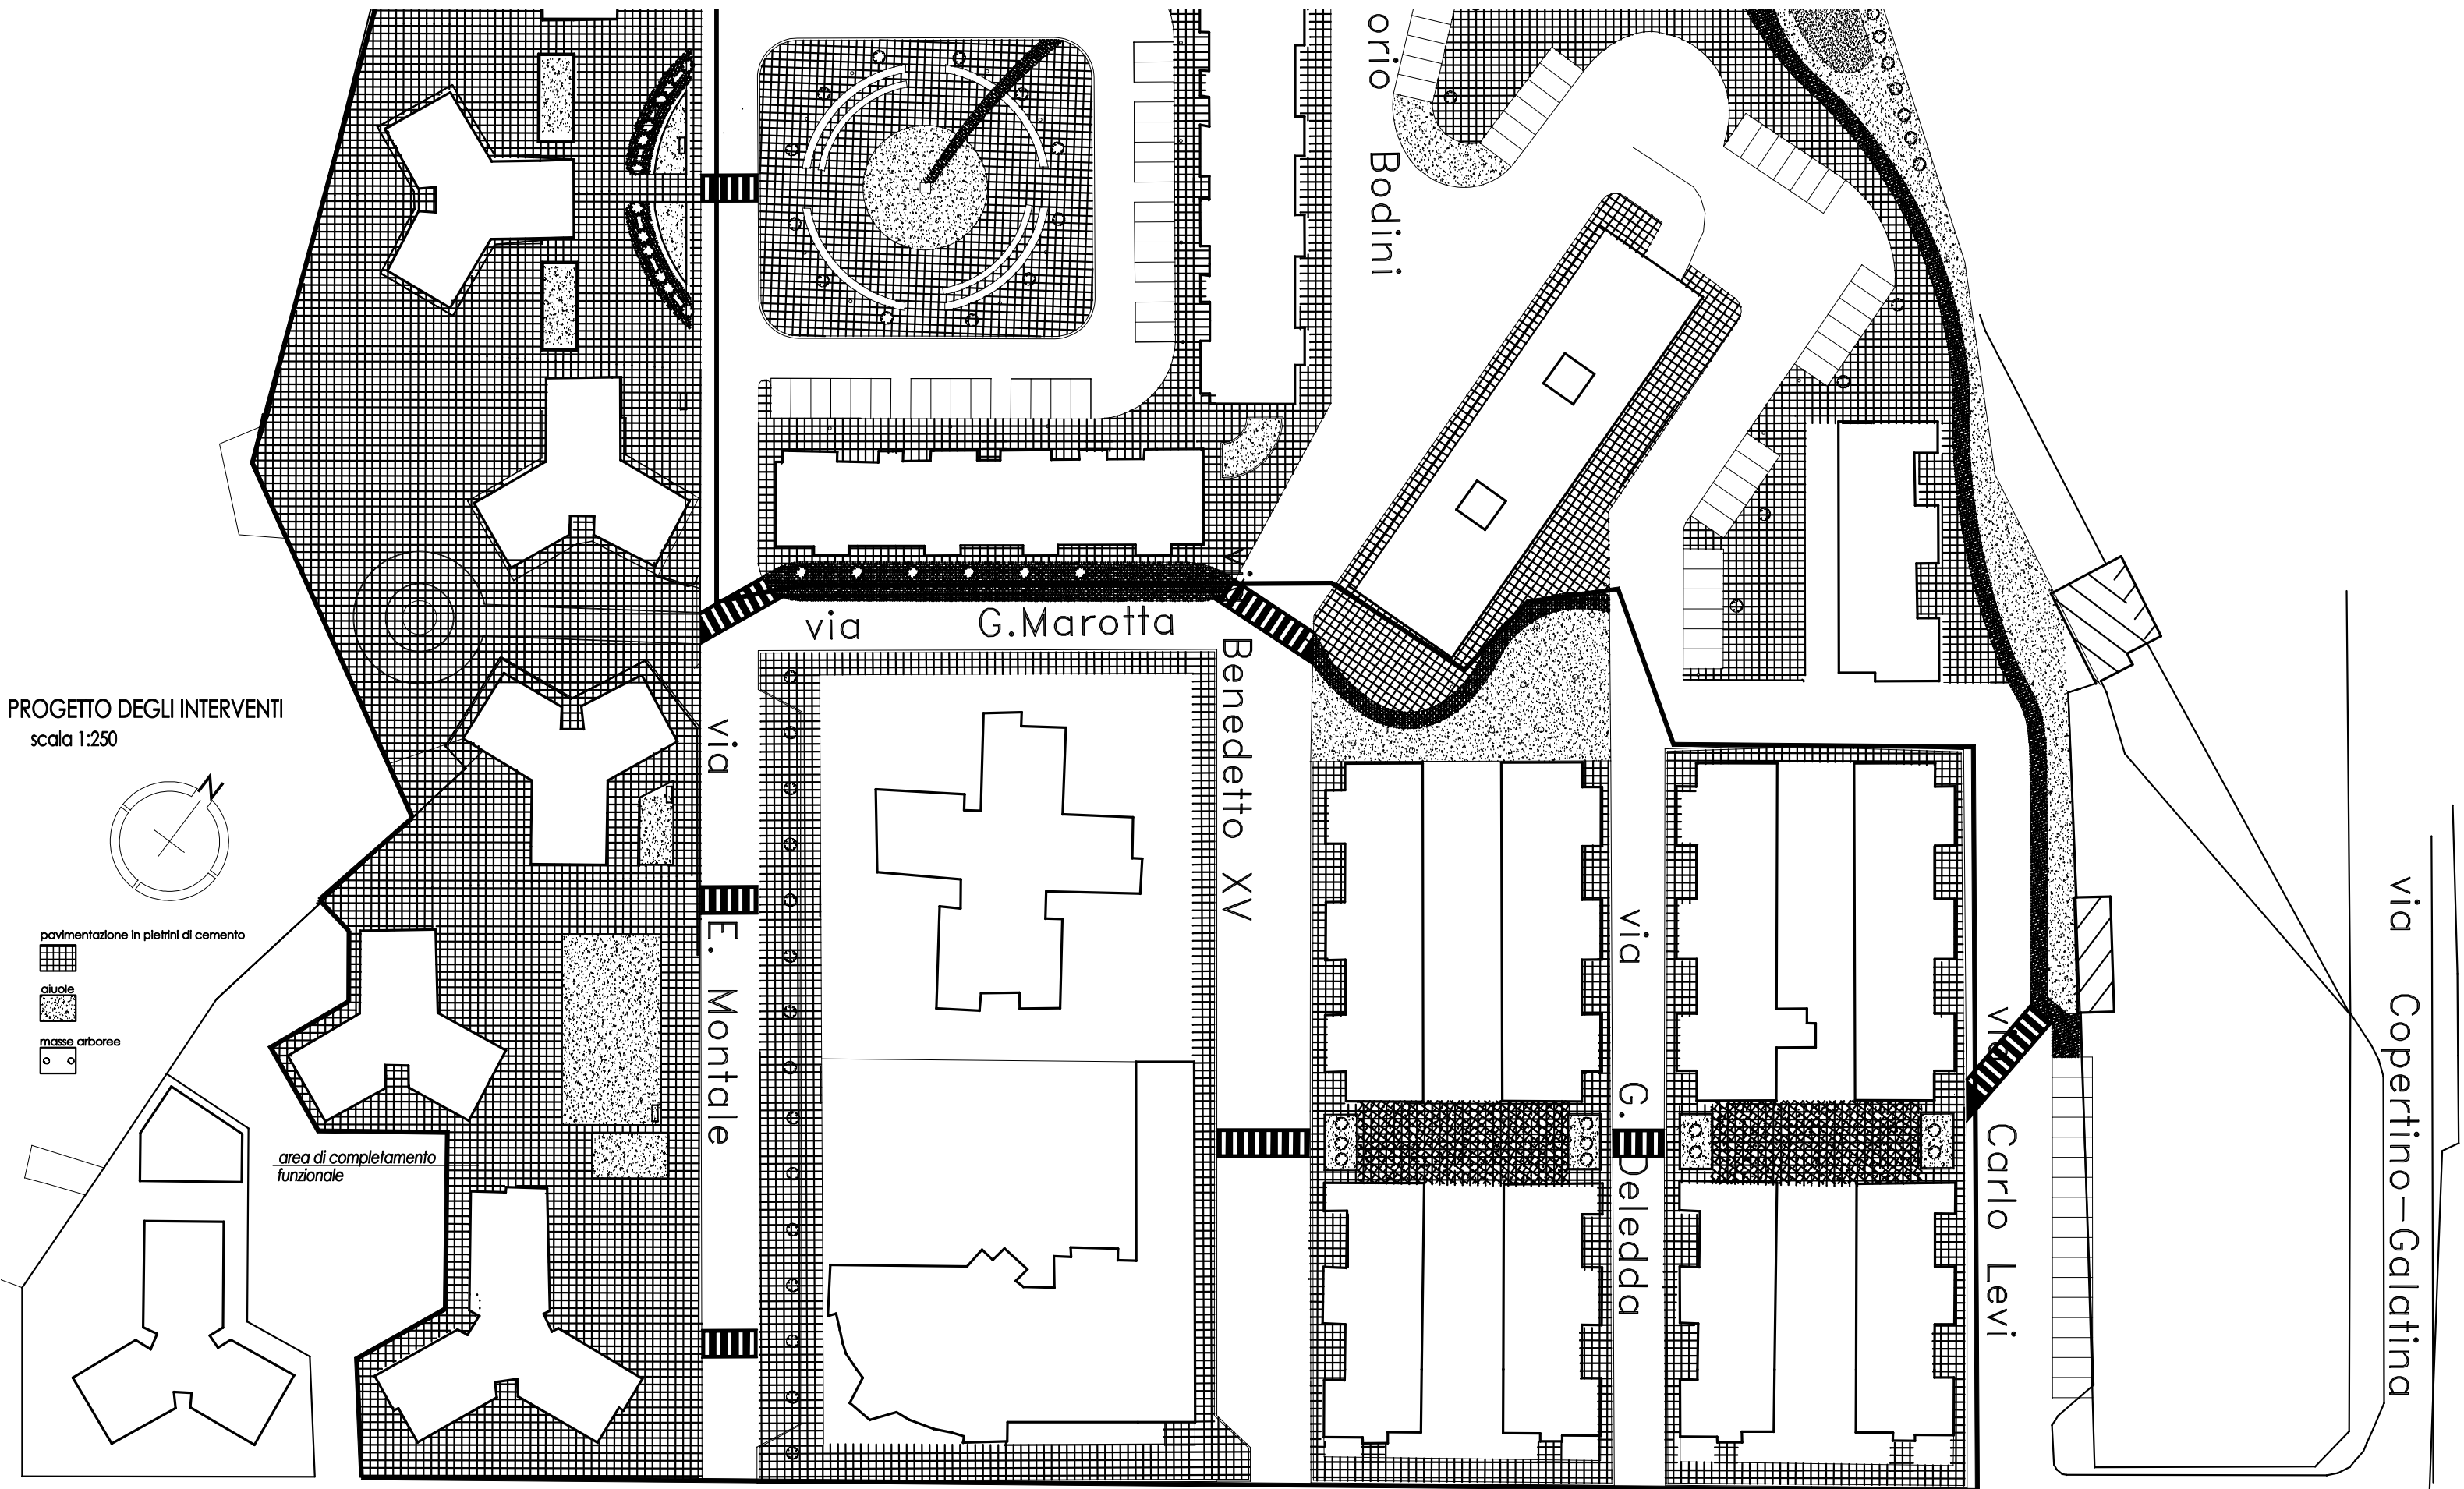 PROGETTO DEGLI INTERVENTI
scala 1:250
N
pavimentazione in pietrini di cemento
aiuole
masse arboree
area di completamento
funzionale
via E. Montale
via G.Marotta
orio Bodini
Benedetto XV
via G. Deledda
via Carlo Levi
via Copertino-Galatina